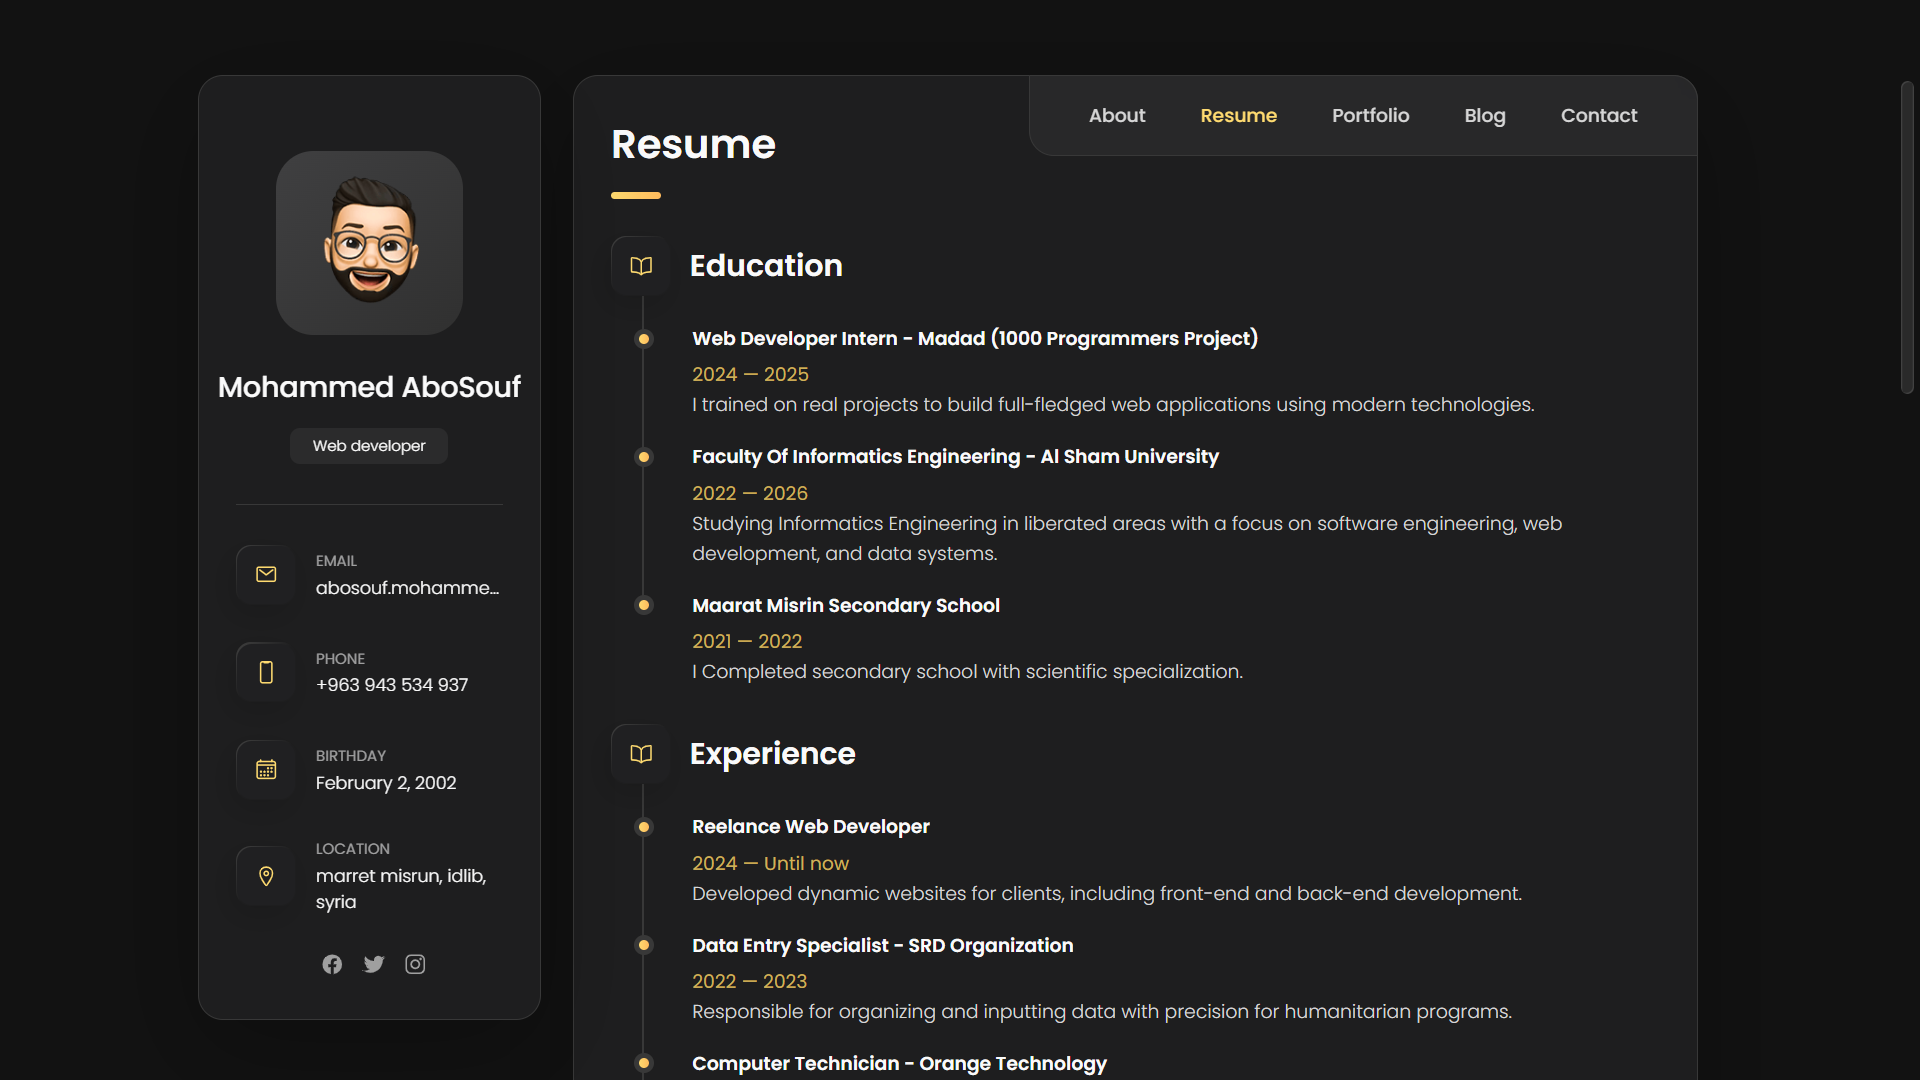 Mohammed AboSouf
Web developer
EMAIL
abosouf.mohamme...
PHONE
+963 943 534 937
BIRTHDAY
February 2, 2002
LOCATION
marret misrun, idlib,
syria
About Resume Portfolio Blog Contact
Resume
Education
Web Developer Intern - Madad (1000 Programmers Project)
2024 — 2025
I trained on real projects to build full-fledged web applications using modern technologies.
Faculty Of Informatics Engineering - Al Sham University
2022 — 2026
Studying Informatics Engineering in liberated areas with a focus on software engineering, web
development, and data systems.
Maarat Misrin Secondary School
2021 — 2022
I Completed secondary school with scientific specialization.
Experience
Reelance Web Developer
2024 — Until now
Developed dynamic websites for clients, including front-end and back-end development.
Data Entry Specialist - SRD Organization
2022 — 2023
Responsible for organizing and inputting data with precision for humanitarian programs.
Computer Technician - Orange Technology